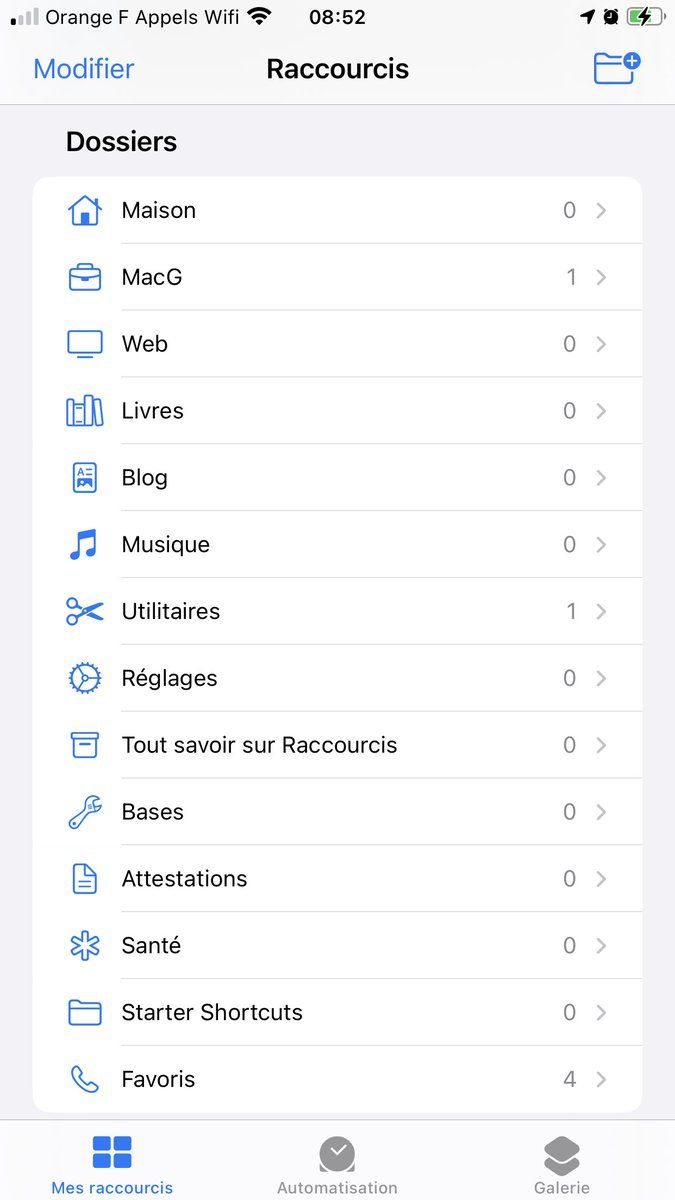 Orange F Appels Wifi 08:52
Modifier Raccourcis
Dossiers
Maison 0
MacG 1
Web 0
Livres 0
Blog 0
Musique 0
Utilitaires 1
Réglages 0
Tout savoir sur Raccourcis 0
Bases 0
Attestations 0
Santé 0
Starter Shortcuts 0
Favoris 4
Mes raccourcis Automatisation Galerie